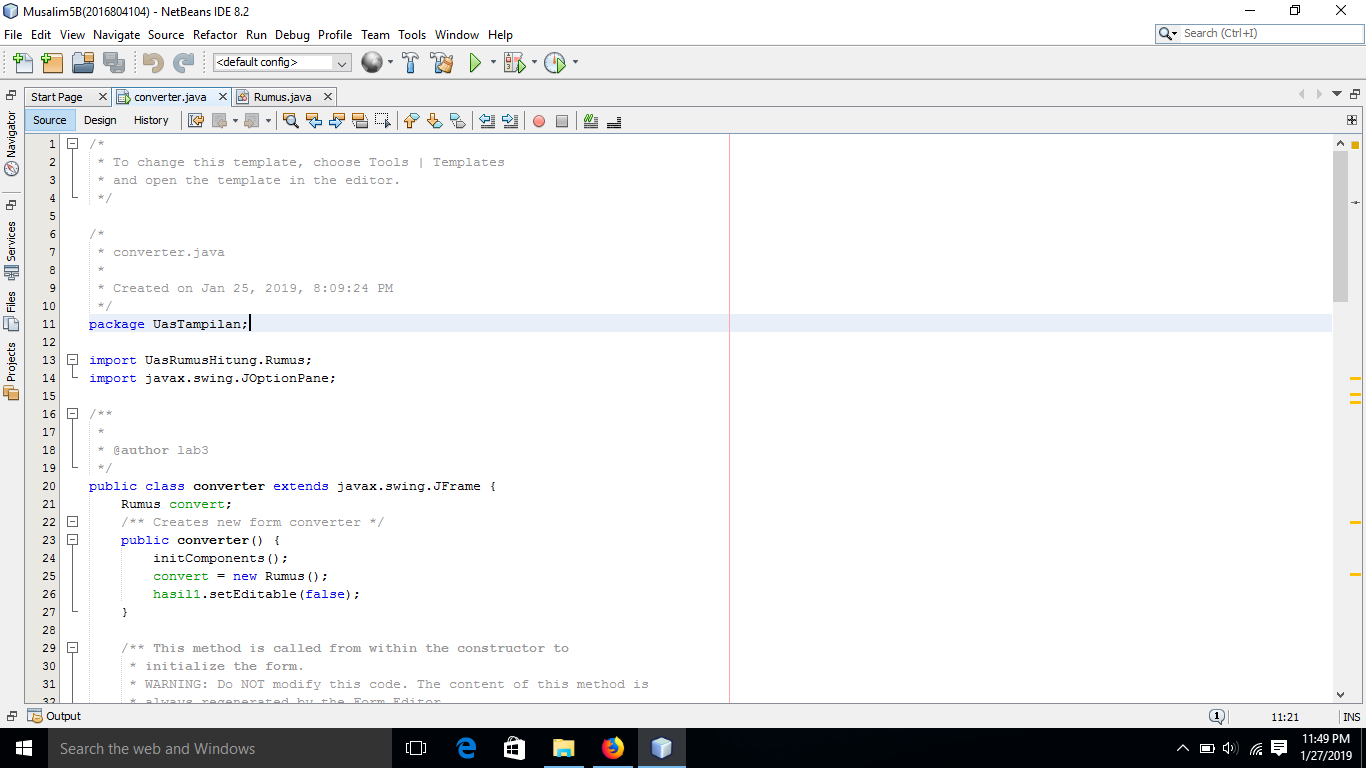 Musalim5B(2016804104) - NetBeans IDE 8.2
File Edit View Navigate Source Refactor Run Debug Profile Team Tools Window Help
Search (Ctrl+I)
<default config>
Start Page converter.java Rumus.java
Source Design History
Navigator
Services
Files
Projects
1 /*
2  * To change this template, choose Tools | Templates
3  * and open the template in the editor.
4  */
5
6 /*
7  * converter.java
8  *
9  * Created on Jan 25, 2019, 8:09:24 PM
10  */
11 package UasTampilan;
12
13 import UasRumusHitung.Rumus;
14 import javax.swing.JOptionPane;
15
16 /**
17  *
18  * @author lab3
19  */
20 public class converter extends javax.swing.JFrame {
21     Rumus convert;
22     /** Creates new form converter */
23     public converter() {
24         initComponents();
25         convert = new Rumus();
26         hasil1.setEditable(false);
27     }
28
29     /** This method is called from within the constructor to
30      * initialize the form.
31      * WARNING: Do NOT modify this code. The content of this method is
32      * always regenerated by the Form Editor.
Output
1
11:21
INS
Search the web and Windows
11:49 PM
1/27/2019